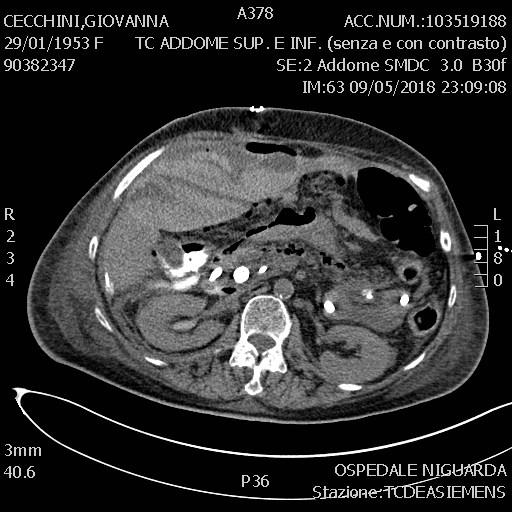 CECCHINI,GIOVANNA
A378
ACC.NUM.:103519188
29/01/1953 F
TC ADDOME SUP. E INF. (senza e con contrasto)
90382347
SE:2 Addome SMDC 3.0 B30f
IM:63 09/05/2018 23:09:08
R
2
3
4
L
1
8
0
3mm
40.6
P36
OSPEDALE NIGUARDA
Stazione:TCDEASIEMENS